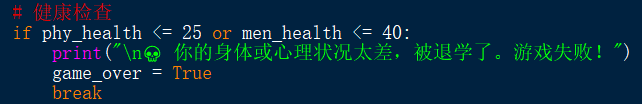 # 健康检查
if phy_health <= 25 or men_health <= 40:
    print("\n💀 你的身体或心理状况太差，被退学了。游戏失败！")
    game_over = True
    break